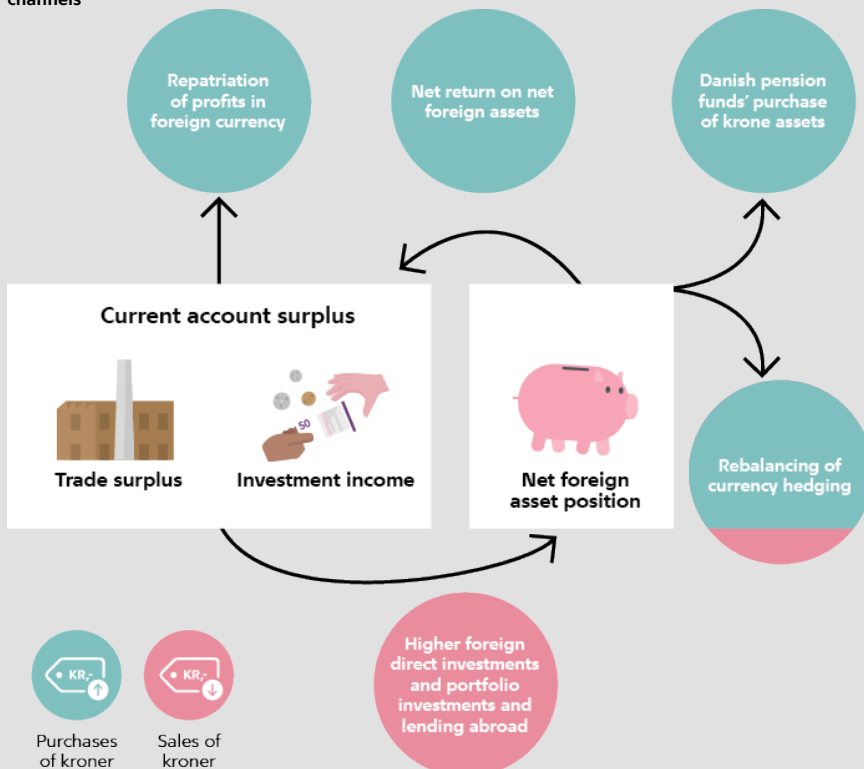 channels
Repatriation
of profits in
foreign currency
Net return on net
foreign assets
Danish pension
funds' purchase
of krone assets
Current account surplus
50
Trade surplus
Investment income
Net foreign
asset position
Rebalancing of
currency hedging
Higher foreign
direct investments
and portfolio
investments and
lending abroad
KR,-
Purchases
of kroner
KR,-
Sales of
kroner